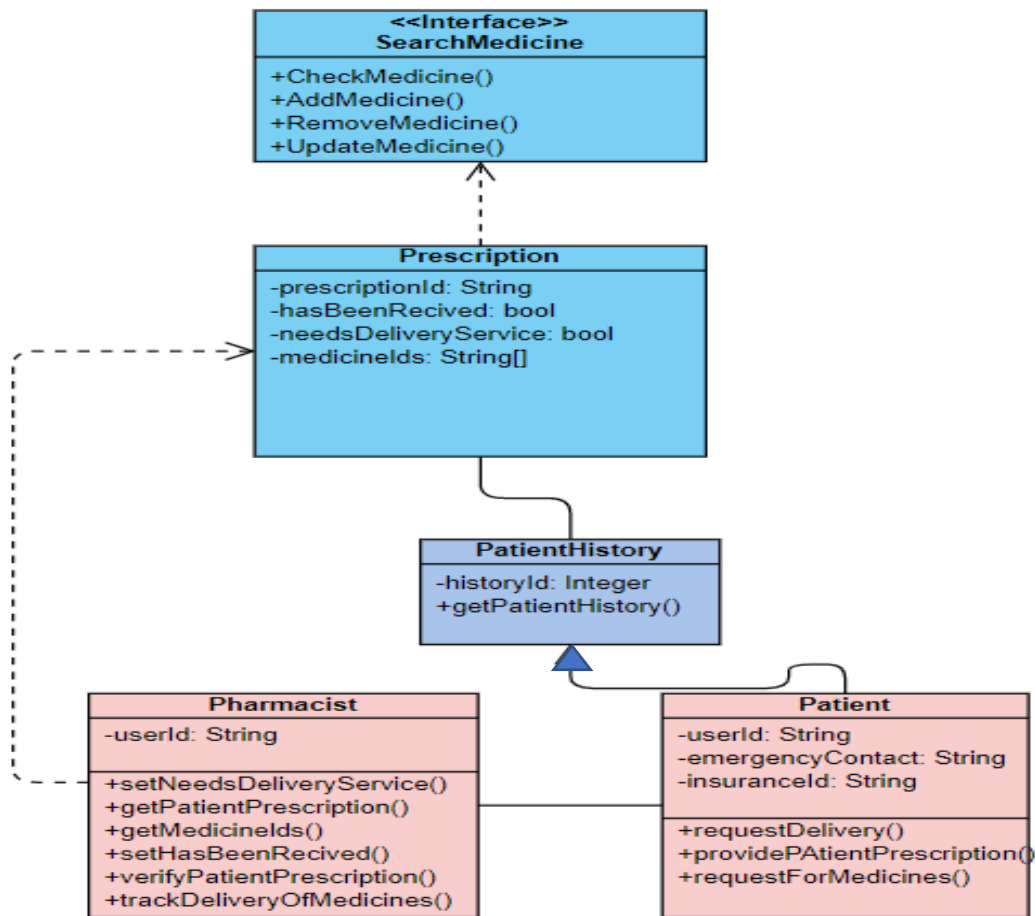 <<Interface>>
SearchMedicine
+CheckMedicine()
+AddMedicine()
+RemoveMedicine()
+UpdateMedicine()
Prescription
-prescriptionId: String
-hasBeenRecived: bool
-needsDeliveryService: bool
-medicineIds: String[]
PatientHistory
-historyId: Integer
+getPatientHistory()
Pharmacist
-userId: String
+setNeedsDeliveryService()
+getPatientPrescription()
+getMedicineIds()
+setHasBeenRecived()
+verifyPatientPrescription()
+trackDeliveryOfMedicines()
Patient
-userId: String
-emergencyContact: String
-insuranceId: String
+requestDelivery()
+providePAtientPrescription()
+requestForMedicines()